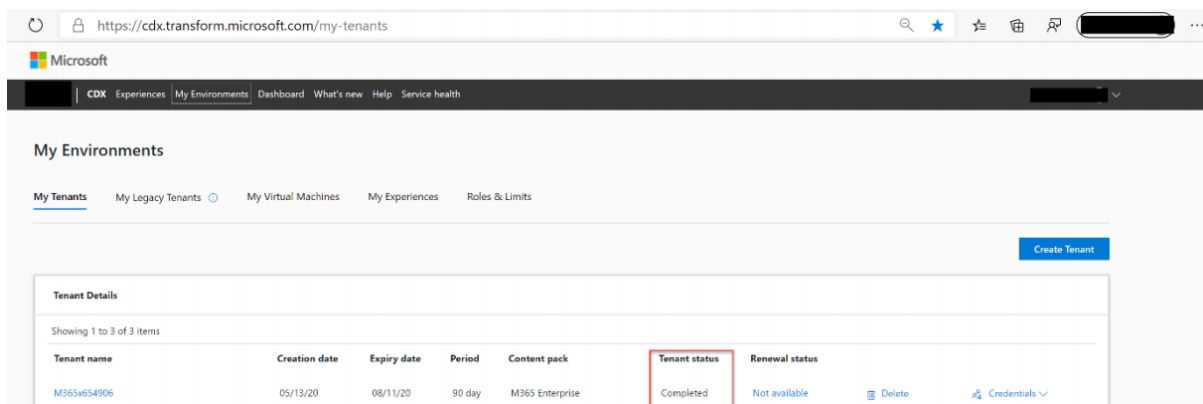 https://cdx.transform.microsoft.com/my-tenants
Microsoft
CDX Experiences My Environments Dashboard What's new Help Service health
My Environments
My Tenants My Legacy Tenants My Virtual Machines My Experiences Roles & Limits
Create Tenant
Tenant Details
Showing 1 to 3 of 3 items
Tenant name Creation date Expiry date Period Content pack Tenant status Renewal status
M365x654906 05/13/20 08/11/20 90 day M365 Enterprise Completed Not available Delete Credentials